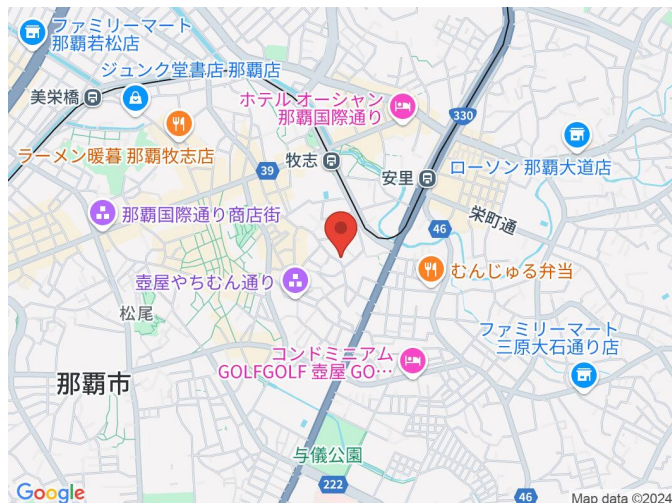 ファミリーマート
那覇若松店
ジュンク堂書店-那覇店
美栄橋
ホテル オーシャン
那覇国際通り
330
ラーメン暖暮 那覇牧志店
ローソン 那覇大道店
牧志
39
安里
那覇国際通り商店街
46
栄町通
壺屋やちむん通り
むんじゅる弁当
松尾
ファミリーマート
三原大石通り店
コンドミニアム
GOLFGOLF 壺屋 GO…
那覇市
与儀公園
222
46
Google
Map data ©2024